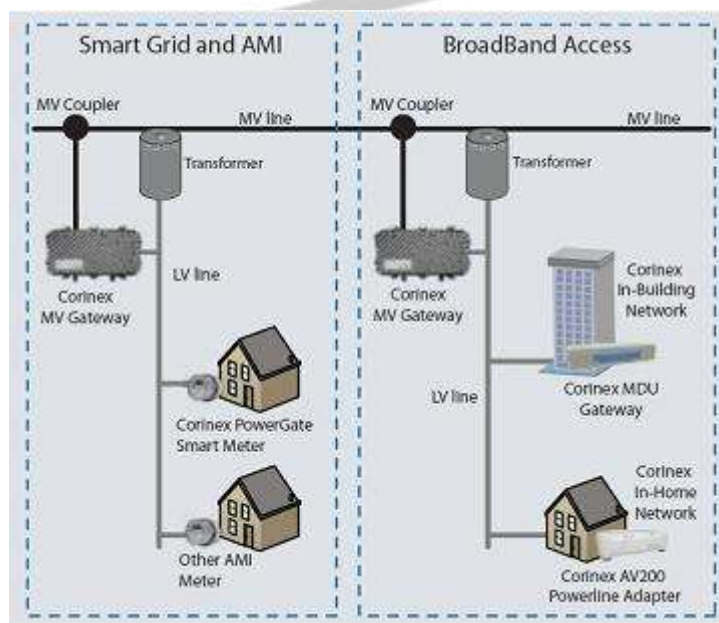 Smart Grid and AMI
MV Coupler
MV line
Transformer
Corinex
MV Gateway
LV line
Corinex PowerGate
Smart Meter
Other AMI
Meter
BroadBand Access
MV Coupler
MV line
Transformer
Corinex
MV Gateway
Corinex
In-Building
Network
Corinex MDU
Gateway
LV line
Corinex
In-Home
Network
Corinex AV200
Powerline Adapter